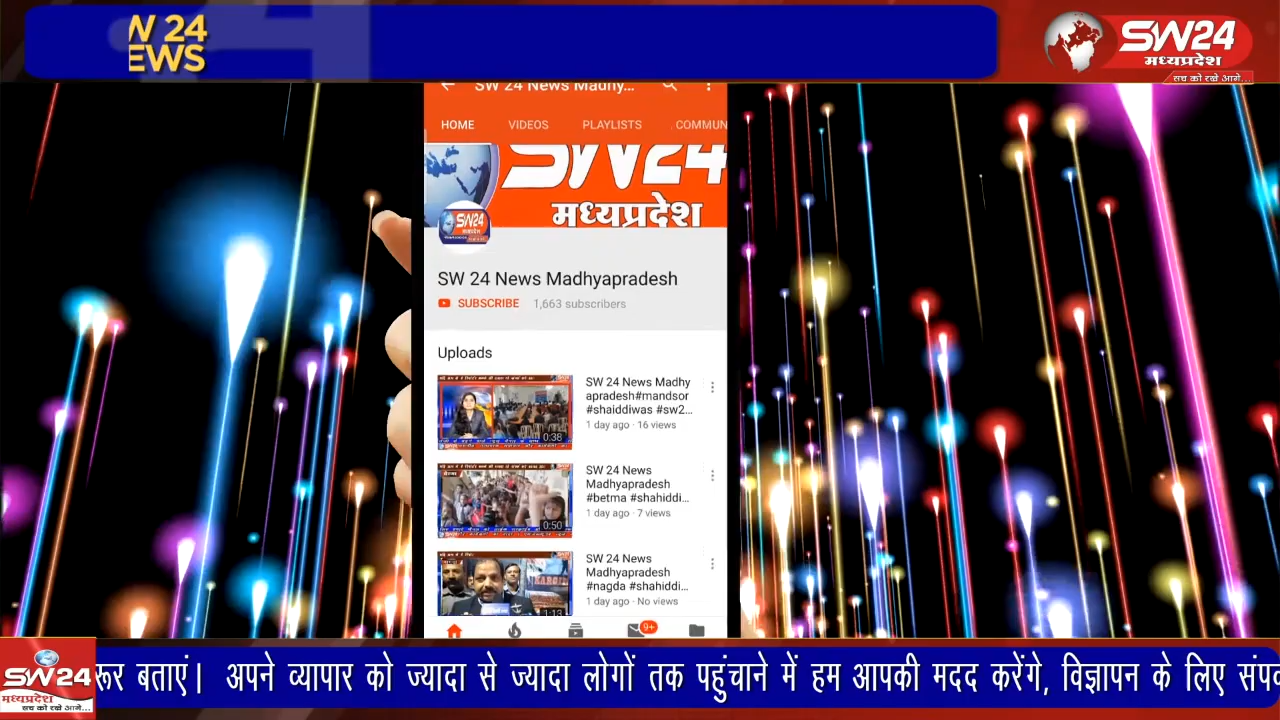 W 24
EWS
SW24
मध्यप्रदेश
सच को रखे आगे...
SW 24 News Madhy...
HOME VIDEOS PLAYLISTS COMMUN
SW24
मध्यप्रदेश
SW24
SW 24 News Madhyapradesh
SUBSCRIBE 1,663 subscribers
Uploads
SW 24 News Madhy
apradesh#mandsor
#shaiddiwas #sw2...
1 day ago · 16 views
0:38
SW 24 News
Madhyapradesh
#betma #shahiddi...
1 day ago · 7 views
0:50
SW 24 News
Madhyapradesh
#nagda #shahiddi...
1 day ago · No views
1:13
9+
SW24
मध्यप्रदेश
सच को रखे आगे...
रूर बताएं। अपने व्यापार को ज्यादा से ज्यादा लोगों तक पहुंचाने में हम आपकी मदद करेंगे, विज्ञापन के लिए संपर्क